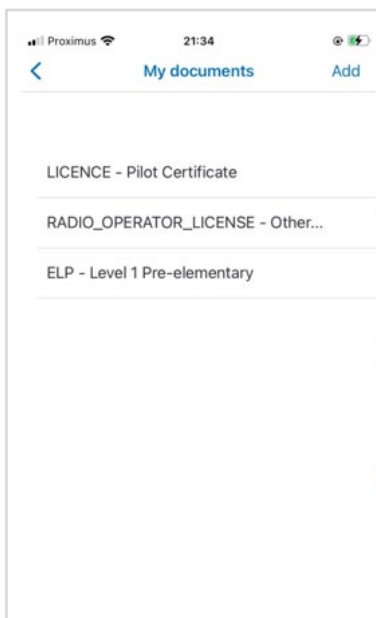 Proximus 21:34
My documents Add
LICENCE - Pilot Certificate
RADIO_OPERATOR_LICENSE - Other...
ELP - Level 1 Pre-elementary